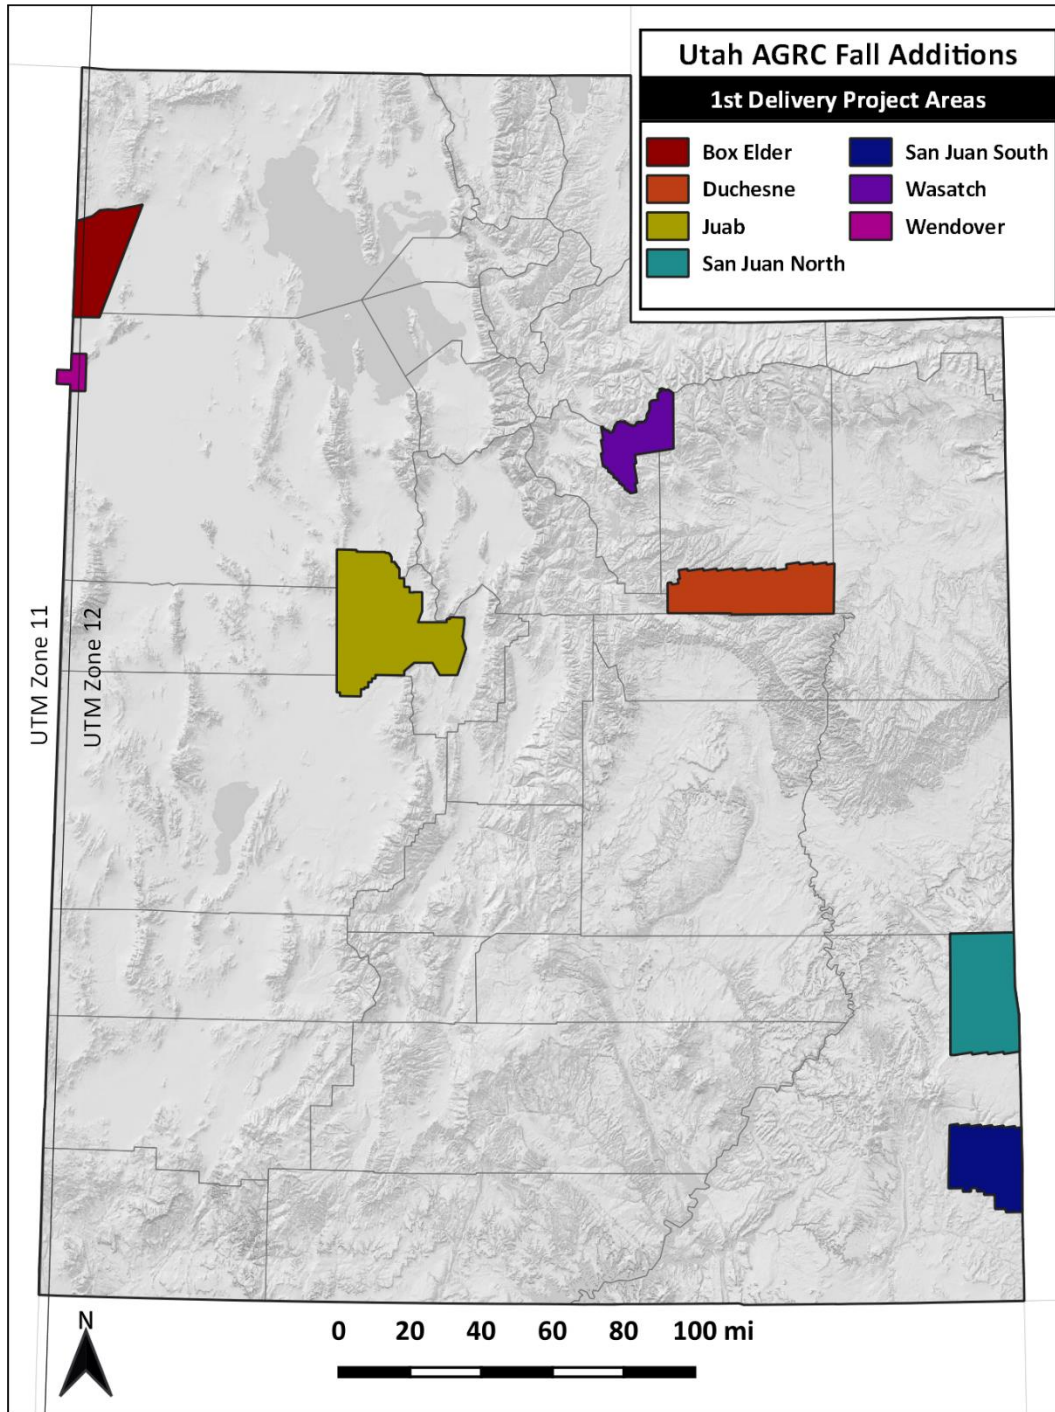 Utah AGRC Fall Additions
1st Delivery Project Areas
Box Elder
Duchesne
Juab
San Juan North
San Juan South
Wasatch
Wendover
UTM Zone 11
UTM Zone 12
N
0 20 40 60 80 100 mi